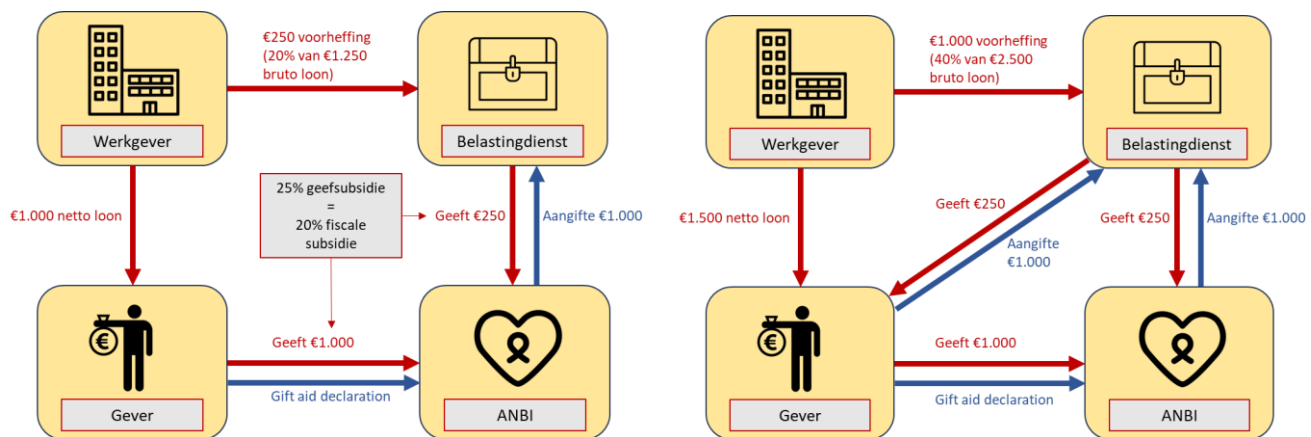 €250 voorheffing
(20% van €1.250
bruto loon)
Werkgever
Belastingdienst
€1.000 netto loon
25% geefsubsidie
=
20% fiscale
subsidie
Geeft €250
Aangifte €1.000
€
Geeft €1.000
Gift aid declaration
Gever
ANBI
€1.000 voorheffing
(40% van €2.500
bruto loon)
Werkgever
Belastingdienst
€1.500 netto loon
Geeft €250
Aangifte
€1.000
Geeft €250
Aangifte €1.000
€
Geeft €1.000
Gift aid declaration
Gever
ANBI